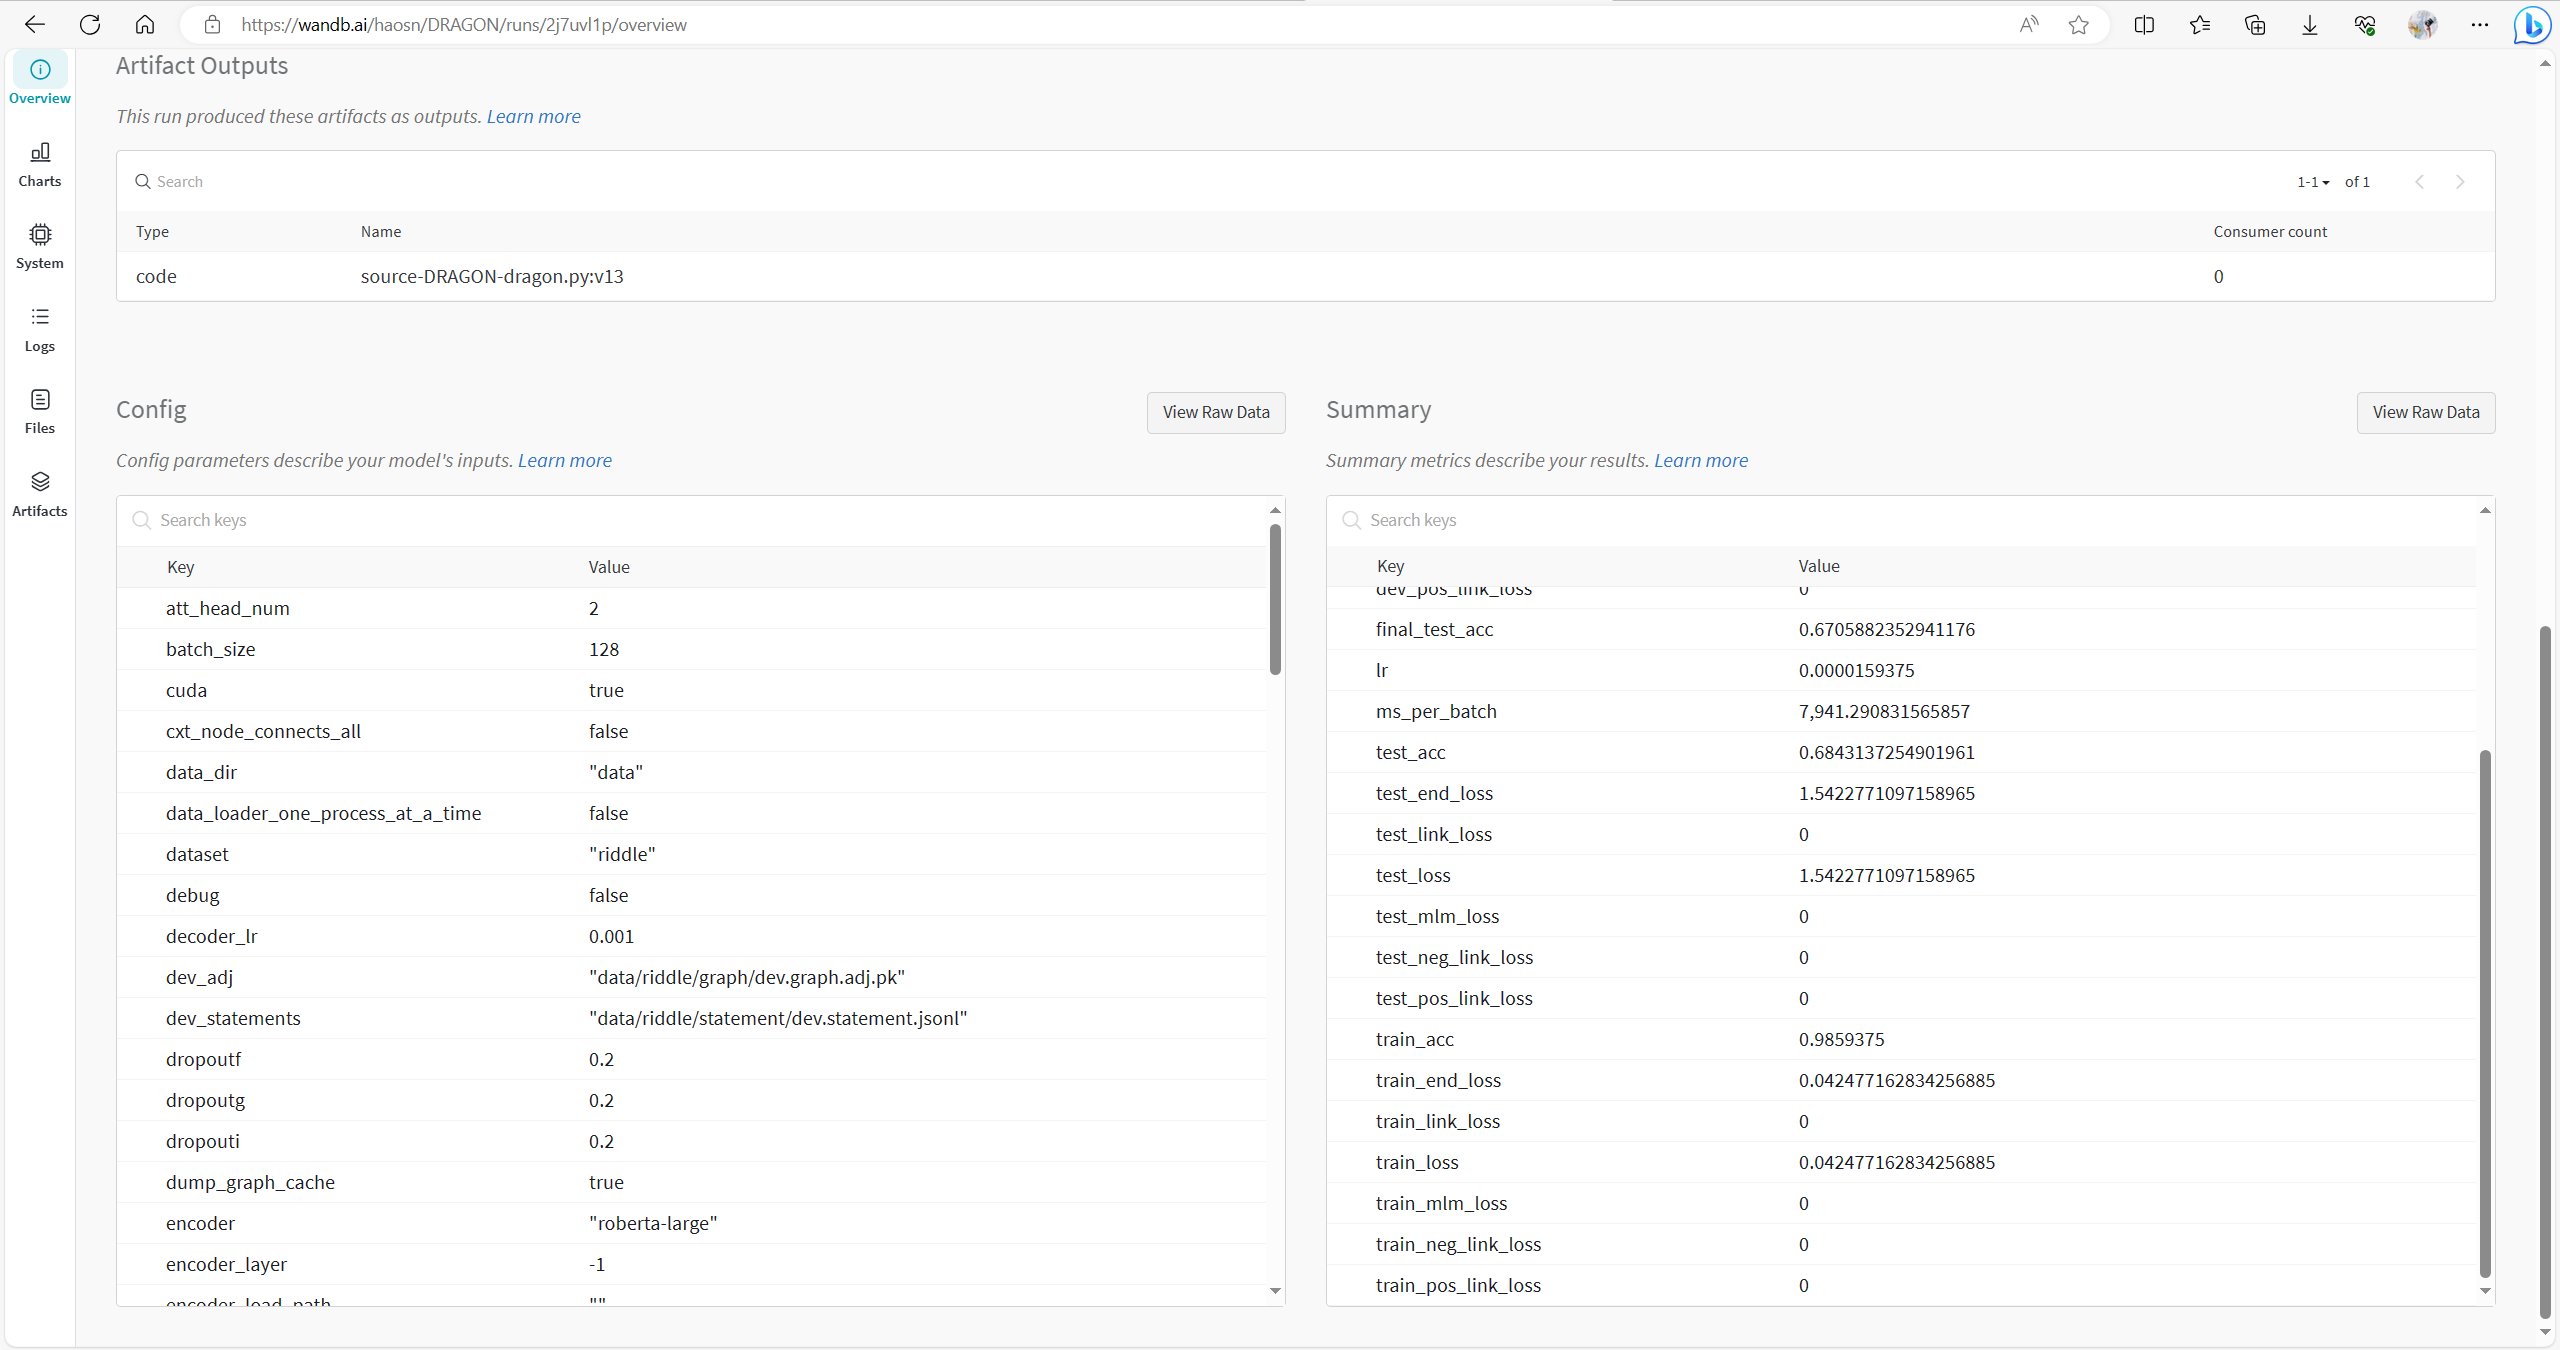 https://wandb.ai/haosn/DRAGON/runs/2j7uvl1p/overview
Overview
Charts
System
Logs
Files
Artifacts
Artifact Outputs
This run produced these artifacts as outputs. Learn more
Search
1-1 of 1
Type Name Consumer count
code source-DRAGON-dragon.py:v13 0
Config
View Raw Data
Config parameters describe your model's inputs. Learn more
Search keys
Key Value
att_head_num 2
batch_size 128
cuda true
cxt_node_connects_all false
data_dir "data"
data_loader_one_process_at_a_time false
dataset "riddle"
debug false
decoder_lr 0.001
dev_adj "data/riddle/graph/dev.graph.adj.pk"
dev_statements "data/riddle/statement/dev.statement.jsonl"
dropoutf 0.2
dropoutg 0.2
dropouti 0.2
dump_graph_cache true
encoder "roberta-large"
encoder_layer -1
encoder_load_path ""
Summary
View Raw Data
Summary metrics describe your results. Learn more
Search keys
Key Value
dev_pos_link_loss 0
final_test_acc 0.6705882352941176
lr 0.0000159375
ms_per_batch 7,941.290831565857
test_acc 0.6843137254901961
test_end_loss 1.5422771097158965
test_link_loss 0
test_loss 1.5422771097158965
test_mlm_loss 0
test_neg_link_loss 0
test_pos_link_loss 0
train_acc 0.9859375
train_end_loss 0.042477162834256885
train_link_loss 0
train_loss 0.042477162834256885
train_mlm_loss 0
train_neg_link_loss 0
train_pos_link_loss 0